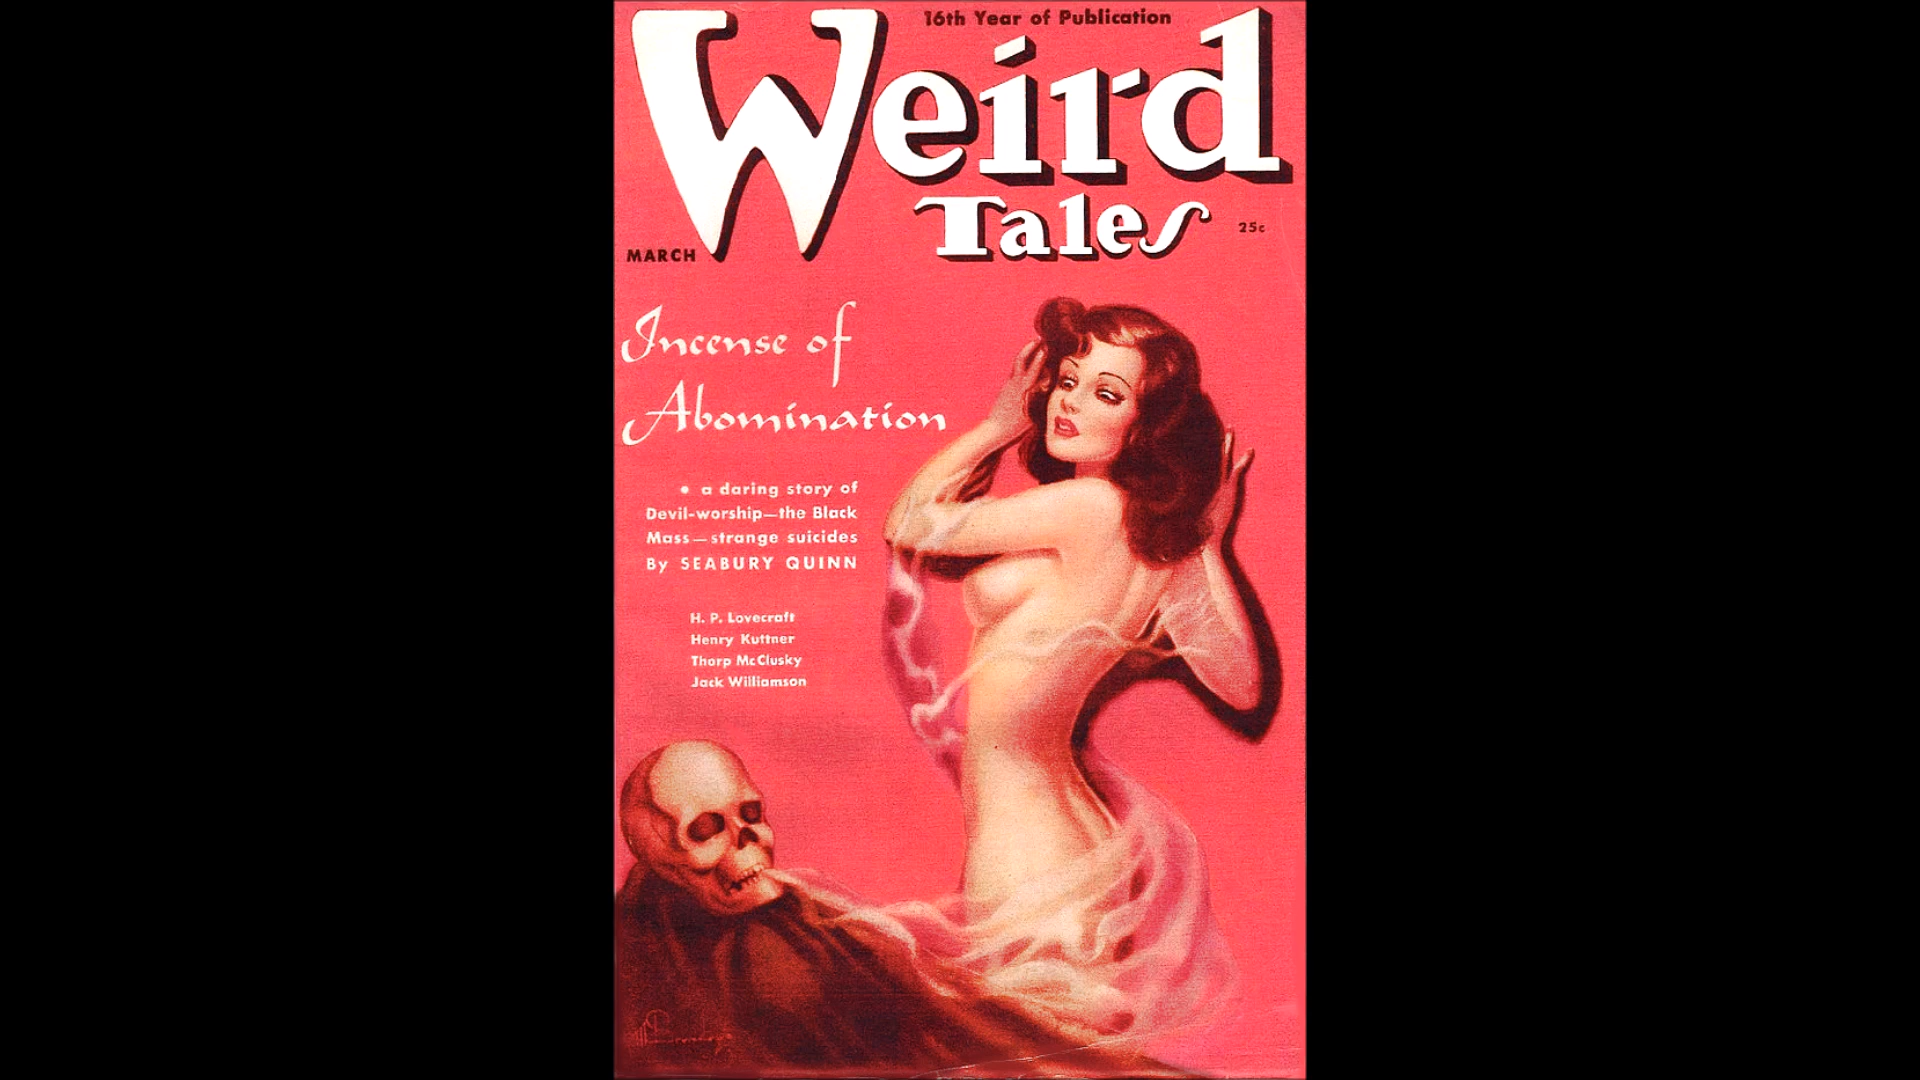 16th Year of Publication
Weird
Tales
25c
MARCH
Incense of
Abomination
• a daring story of
Devil-worship—the Black
Mass—strange suicides
By SEABURY QUINN
H. P. Lovecraft
Henry Kuttner
Thorp McClusky
Jack Williamson